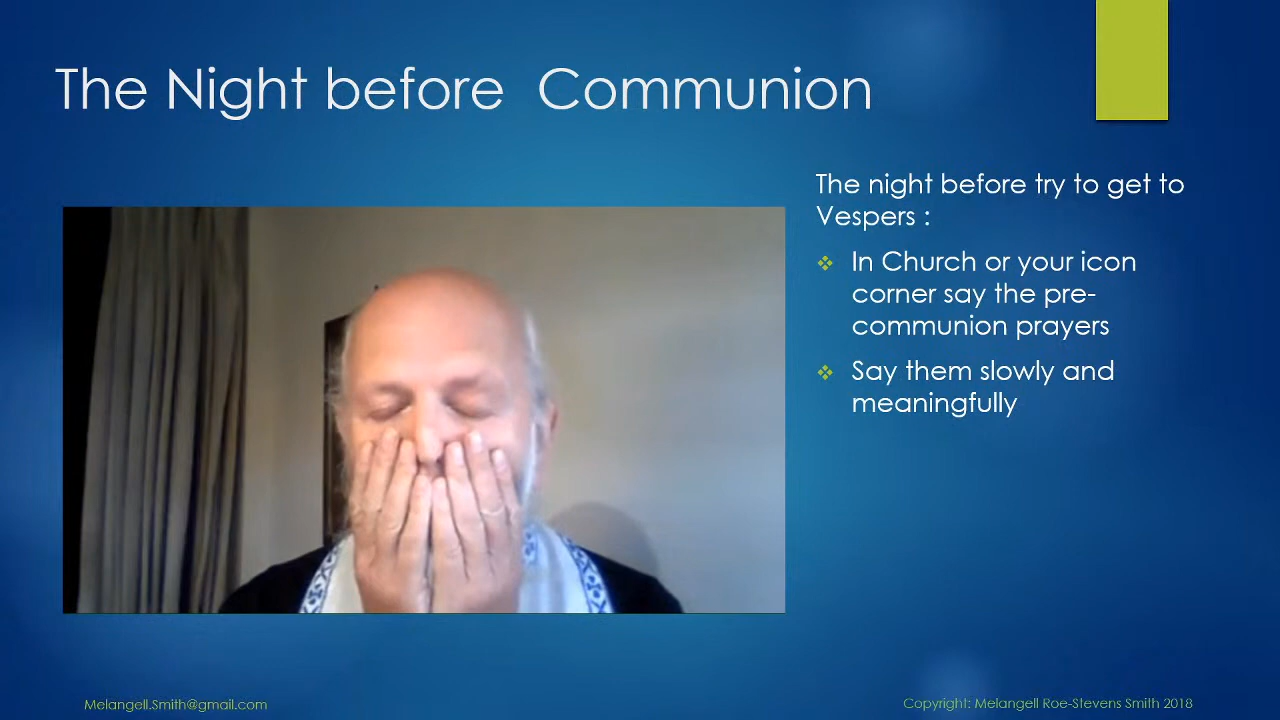 The Night before  Communion
The night before try to get to
Vespers :
In Church or your icon
corner say the pre-
communion prayers
Say them slowly and
meaningfully
Melangell.Smith@gmail.com
Copyright: Melangell Roe-Stevens Smith 2018